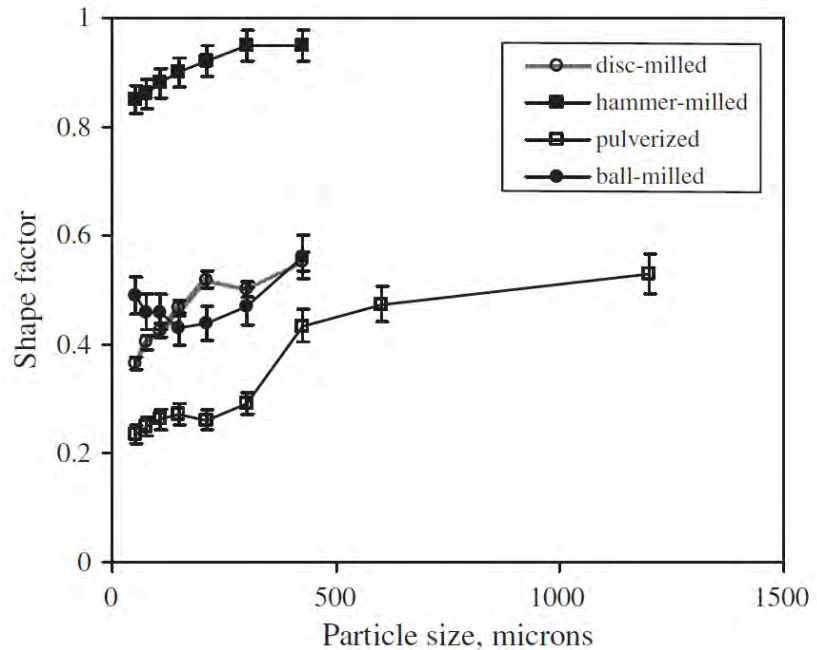 1
0.8
0.6
0.4
0.2
0
Shape factor
disc-milled
hammer-milled
pulverized
ball-milled
0 500 1000 1500
Particle size, microns